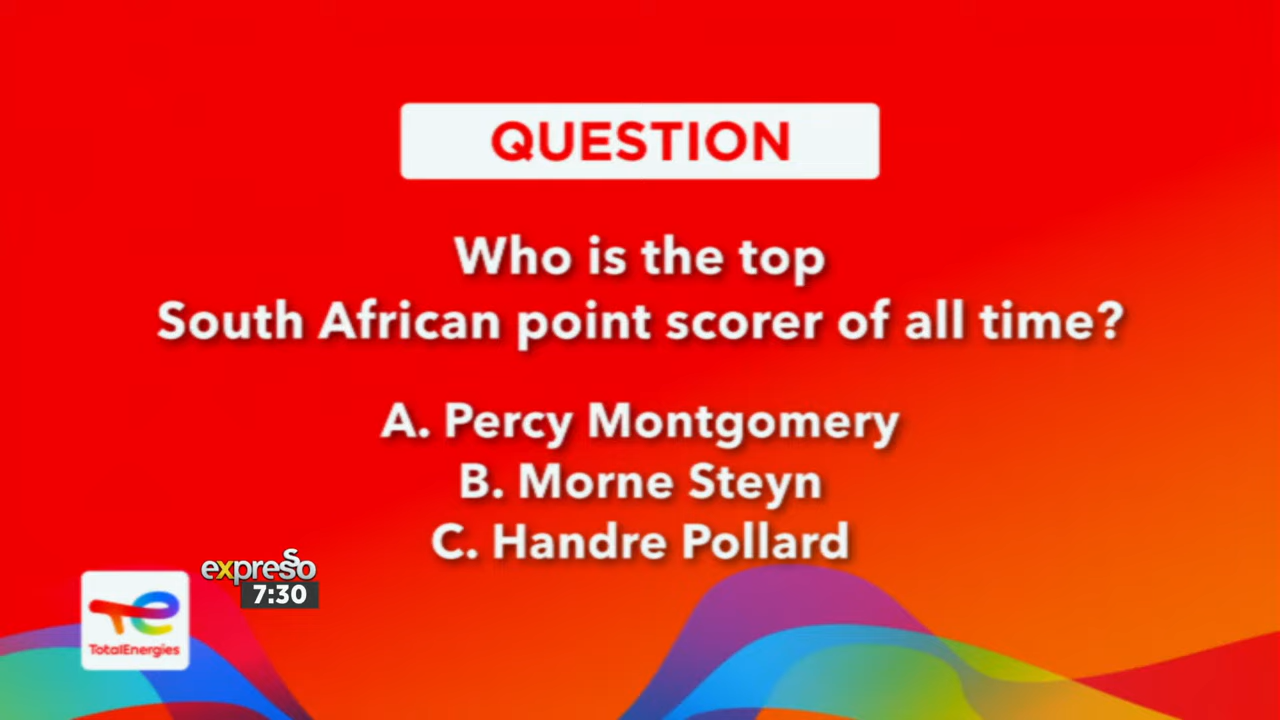 QUESTION
Who is the top
South African point scorer of all time?
A. Percy Montgomery
B. Morne Steyn
C. Handre Pollard
expresso
7:30
TotalEnergies